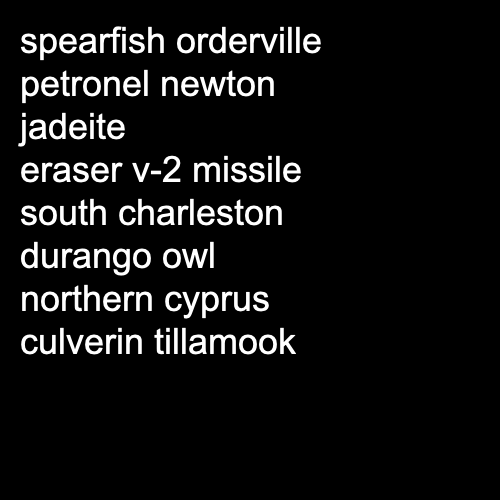 spearfish orderville
petronel newton
jadeite
eraser v-2 missile
south charleston
durango owl
northern cyprus
culverin tillamook